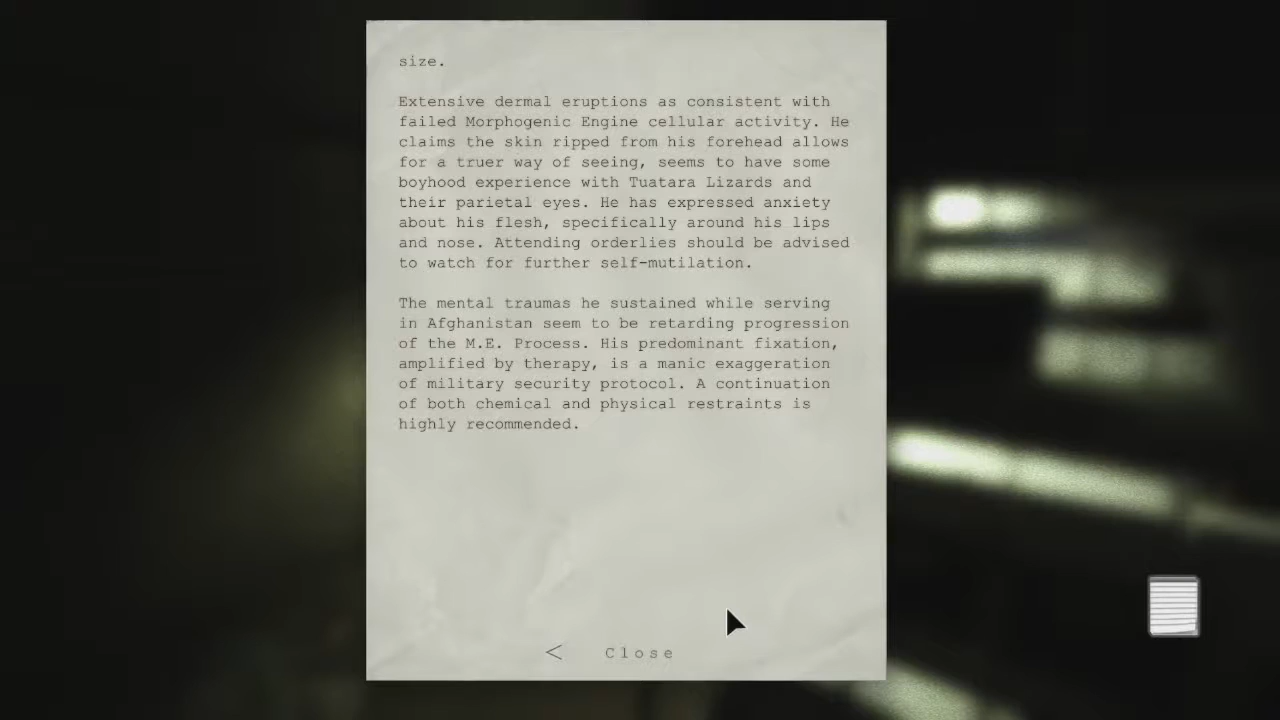 size.
Extensive dermal eruptions as consistent with
failed Morphogenic Engine cellular activity. He
claims the skin ripped from his forehead allows
for a truer way of seeing, seems to have some
boyhood experience with Tuatara Lizards and
their parietal eyes. He has expressed anxiety
about his flesh, specifically around his lips
and nose. Attending orderlies should be advised
to watch for further self-mutilation.
The mental traumas he sustained while serving
in Afghanistan seem to be retarding progression
of the M.E. Process. His predominant fixation,
amplified by therapy, is a manic exaggeration
of military security protocol. A continuation
of both chemical and physical restraints is
highly recommended.
< Close